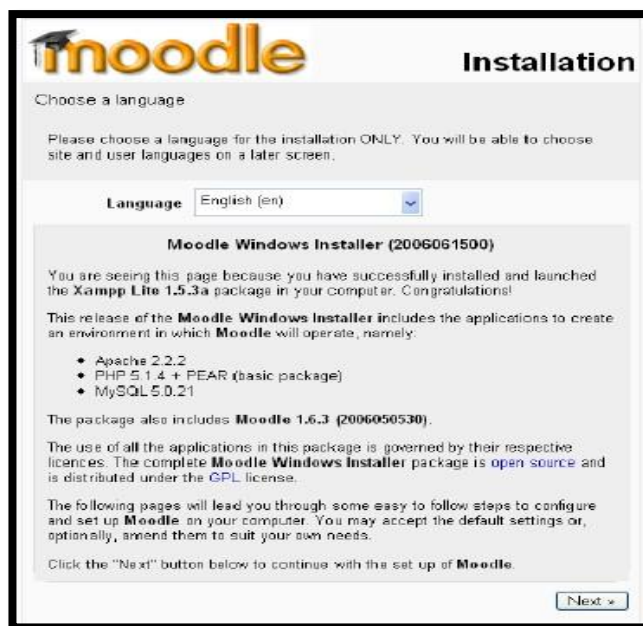 moodle
Installation
Choose a language
Please choose a language for the installation ONLY. You will be able to choose
site and user languages on a later screen.
Language English (en)
Moodle Windows Installer (2006061500)
You are seeing this page because you have successfully installed and launched
the Xampp Lite 1.5.3a package in your computer. Congratulations!
This release of the Moodle Windows Installer includes the applications to create
an environment in which Moodle will operate, namely:
• Apache 2.2.2
• PHP 5.1.4 + PEAR (basic package)
• MySQL 5.0.21
The package also includes Moodle 1.6.3 (2006050530).
The use of all the applications in this package is governed by their respective
licences. The complete Moodle Windows Installer package is open source and
is distributed under the GPL license.
The following pages will lead you through some easy to follow steps to configure
and set up Moodle on your computer. You may accept the default settings or,
optionally, amend them to suit your own needs.
Click the "Next" button below to continue with the set up of Moodle.
Next »